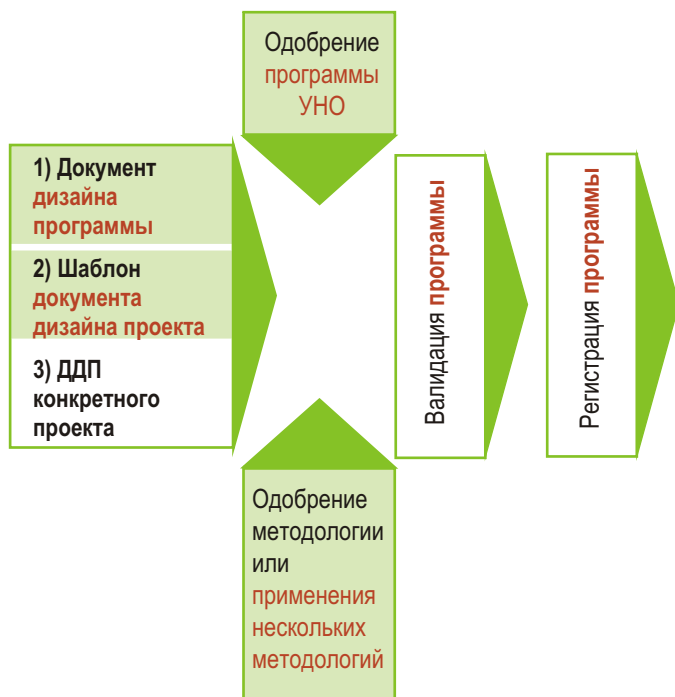 Одобрение
программы
УНО
1) Документ
дизайна
программы
2) Шаблон
документа
дизайна проекта
3) ДДП
конкретного
проекта
Валидация программы
Регистрация программы
Одобрение
методологии
или
применения
нескольких
методологий